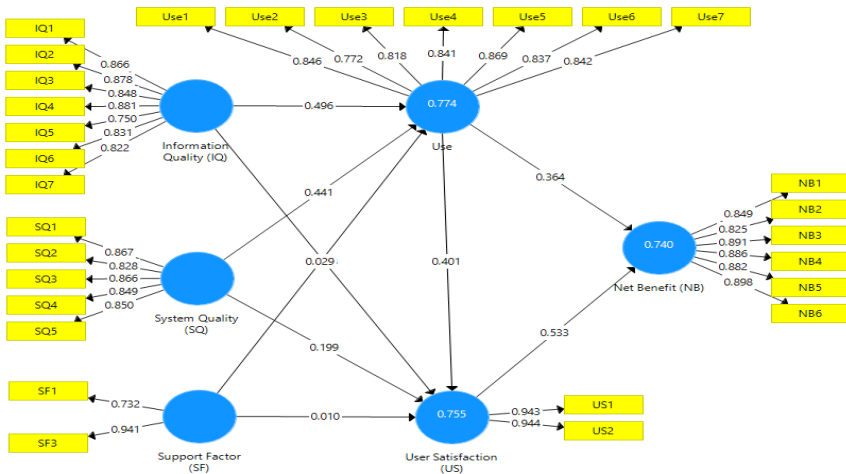 Use1 Use2 Use3 Use4 Use5 Use6 Use7
0.846 0.772 0.818 0.841 0.869 0.837 0.842
IQ1
IQ2
IQ3
IQ4
IQ5
IQ6
IQ7
0.866
0.878
0.848
0.881
0.750
0.831
0.822
Information
Quality (IQ)
0.496
0.774
Use
0.441
0.364
SQ1
SQ2
SQ3
SQ4
SQ5
0.867
0.828
0.866
0.849
0.850
System Quality
(SQ)
0.029
0.401
0.199
0.740
Net Benefit (NB)
0.849
0.825
0.891
0.886
0.882
0.898
NB1
NB2
NB3
NB4
NB5
NB6
0.533
SF1
SF3
0.732
0.941
Support Factor
(SF)
0.010
0.755
User Satisfaction
(US)
0.943
0.944
US1
US2